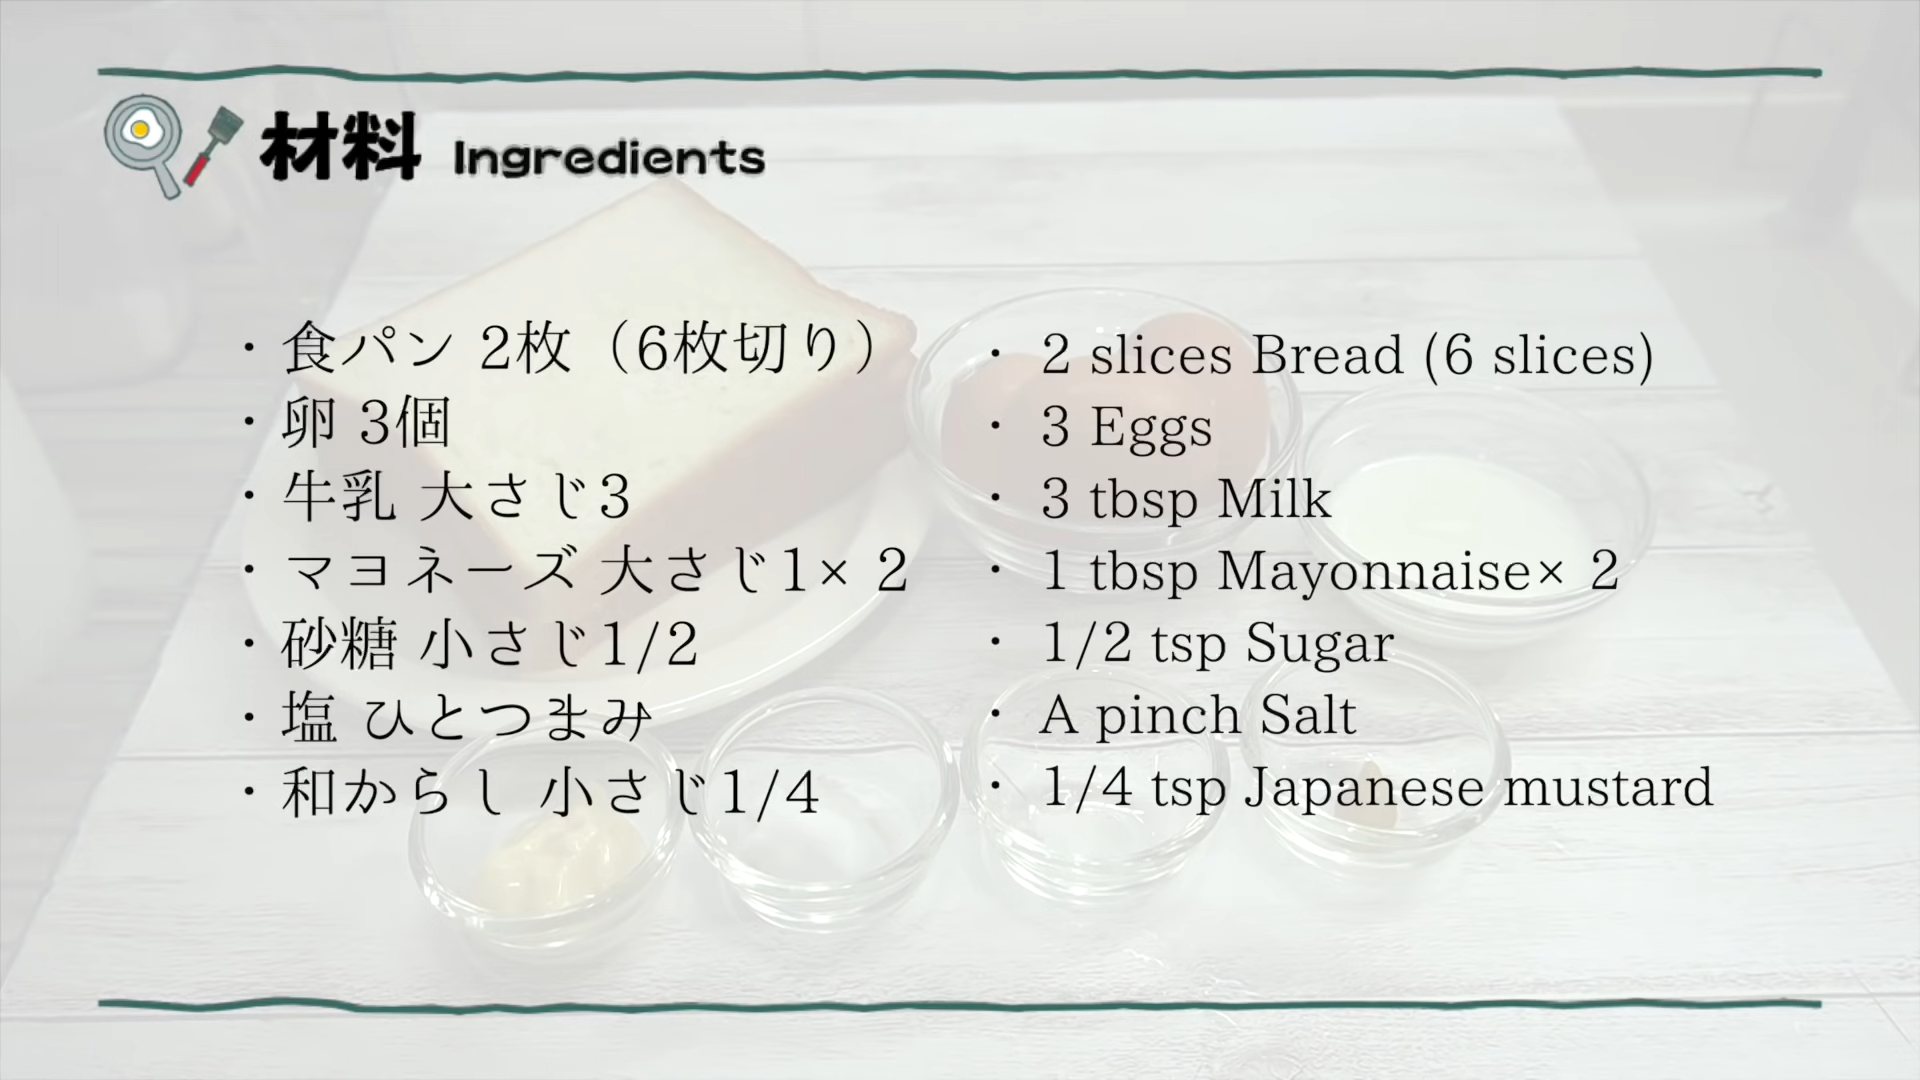 材料 Ingredients
・食パン 2枚（6枚切り）
・卵 3個
・牛乳 大さじ3
・マヨネーズ 大さじ1× 2
・砂糖 小さじ1/2
・塩 ひとつまみ
・和からし 小さじ1/4
・ 2 slices Bread (6 slices)
・ 3 Eggs
・ 3 tbsp Milk
・ 1 tbsp Mayonnaise× 2
・ 1/2 tsp Sugar
・ A pinch Salt
・ 1/4 tsp Japanese mustard